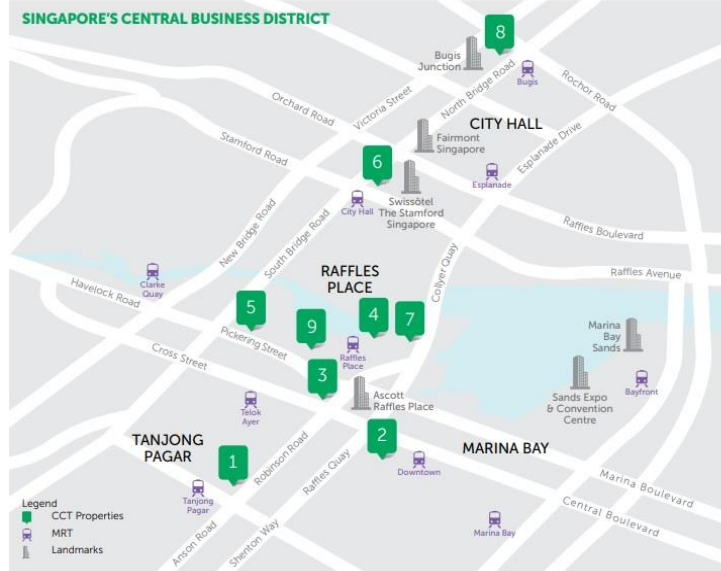 SINGAPORE'S CENTRAL BUSINESS DISTRICT
8
Bugis
Junction
Bugis
Rochor Road
Victoria Street
North Bridge Road
Orchard Road
CITY HALL
Stamford Road
Fairmont
Singapore
Esplanade Drive
6
Esplanade
City Hall
Swissôtel
The Stamford
Singapore
Raffles Boulevard
New Bridge Road
South Bridge Road
Collyer Quay
Raffles Avenue
Clarke
Quay
RAFFLES
PLACE
Havelock Road
5
9
4
7
Pickering Street
Cross Street
Raffles
Place
Marina
Bay
Sands
3
Ascott
Raffles Place
Sands Expo
& Convention
Centre
Bayfront
Telok
Ayer
TANJONG
PAGAR
1
Robinson Road
2
MARINA BAY
Raffles Quay
Downtown
Marina Boulevard
Central Boulevard
Tanjong
Pagar
Anson Road
Shenton Way
Marina Bay
Legend
CCT Properties
MRT
Landmarks